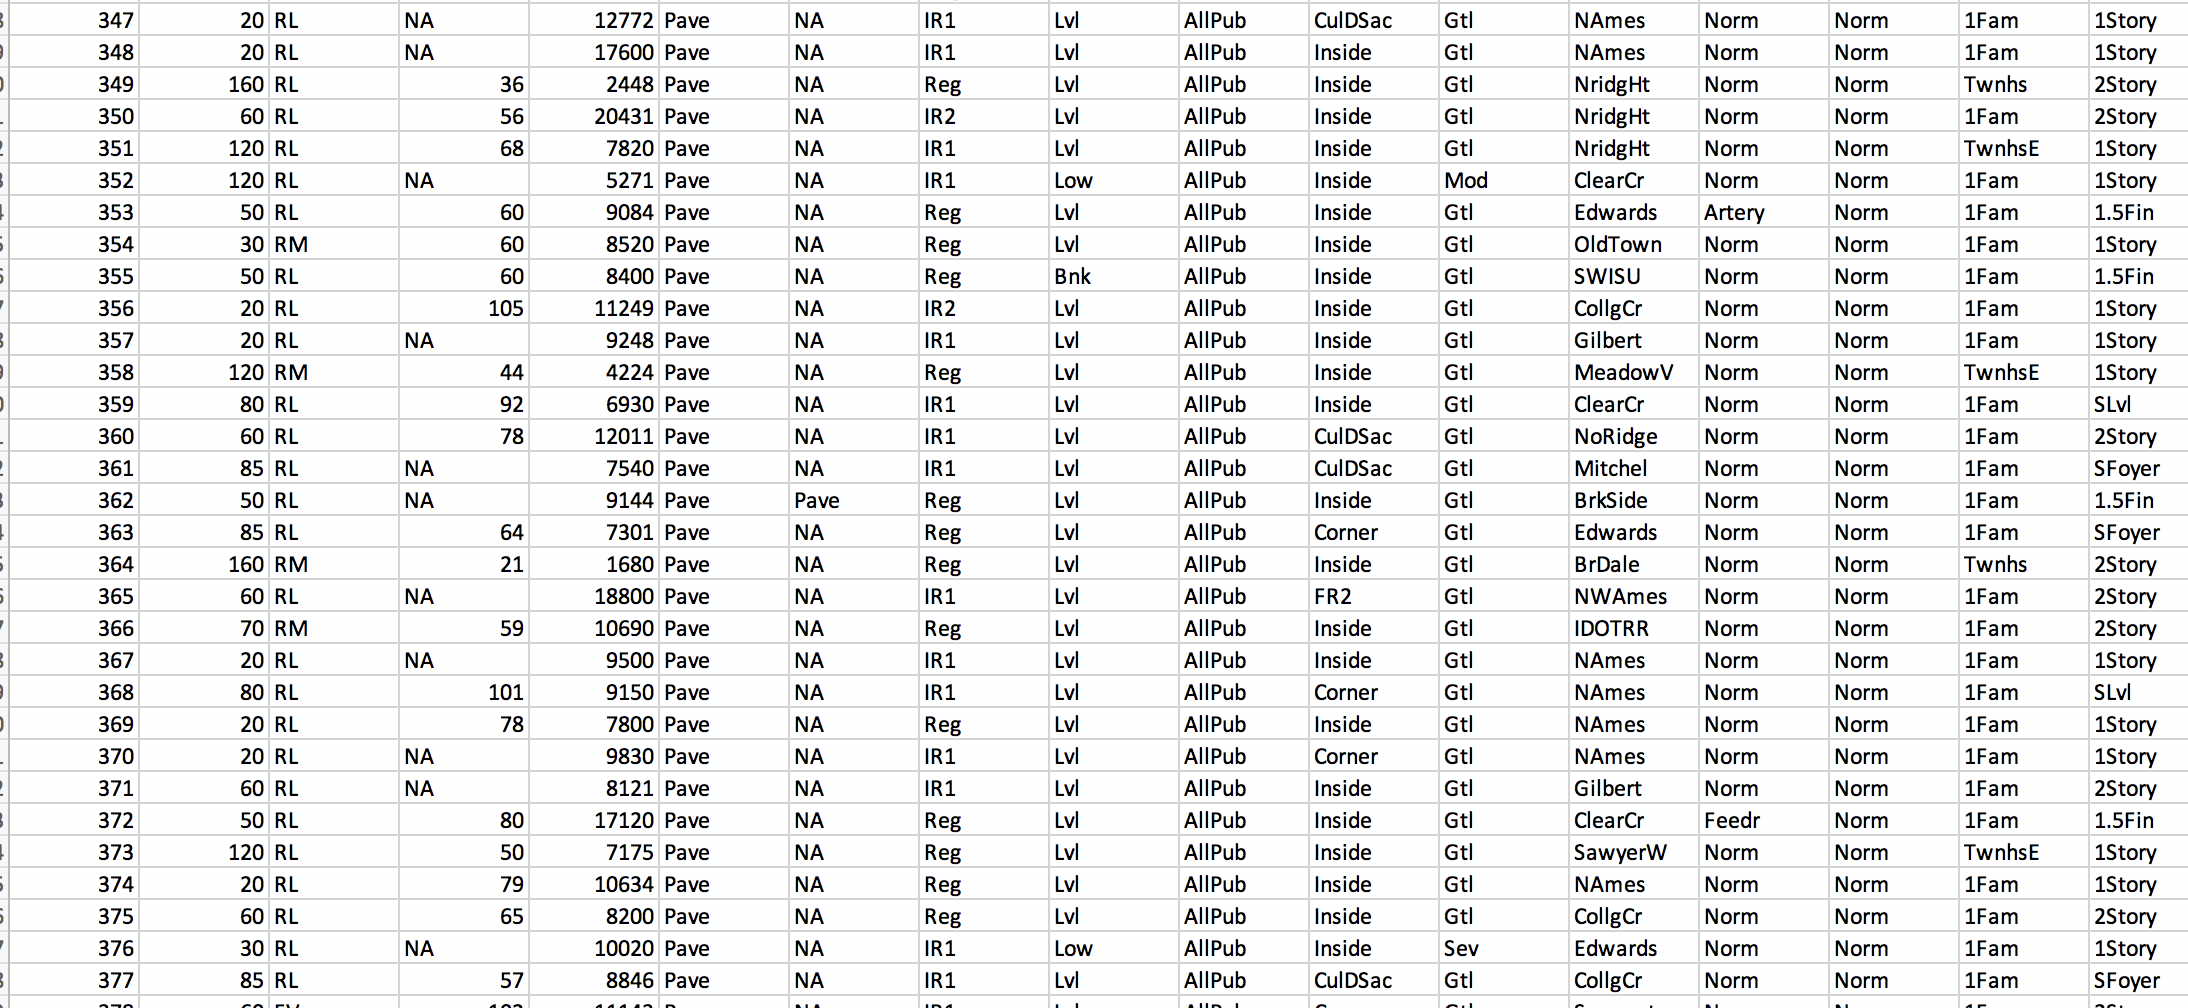 347 20 RL NA 12772 Pave NA IR1 Lvl AllPub CulDSac Gtl NAmes Norm Norm 1Fam 1Story
348 20 RL NA 17600 Pave NA IR1 Lvl AllPub Inside Gtl NAmes Norm Norm 1Fam 1Story
349 160 RL 36 2448 Pave NA Reg Lvl AllPub Inside Gtl NridgHt Norm Norm Twnhs 2Story
350 60 RL 56 20431 Pave NA IR2 Lvl AllPub Inside Gtl NridgHt Norm Norm 1Fam 2Story
351 120 RL 68 7820 Pave NA IR1 Lvl AllPub Inside Gtl NridgHt Norm Norm TwnhsE 1Story
352 120 RL NA 5271 Pave NA IR1 Low AllPub Inside Mod ClearCr Norm Norm 1Fam 1Story
353 50 RL 60 9084 Pave NA Reg Lvl AllPub Inside Gtl Edwards Artery Norm 1Fam 1.5Fin
354 30 RM 60 8520 Pave NA Reg Lvl AllPub Inside Gtl OldTown Norm Norm 1Fam 1Story
355 50 RL 60 8400 Pave NA Reg Bnk AllPub Inside Gtl SWISU Norm Norm 1Fam 1.5Fin
356 20 RL 105 11249 Pave NA IR2 Lvl AllPub Inside Gtl CollgCr Norm Norm 1Fam 1Story
357 20 RL NA 9248 Pave NA IR1 Lvl AllPub Inside Gtl Gilbert Norm Norm 1Fam 1Story
358 120 RM 44 4224 Pave NA Reg Lvl AllPub Inside Gtl MeadowV Norm Norm TwnhsE 1Story
359 80 RL 92 6930 Pave NA IR1 Lvl AllPub Inside Gtl ClearCr Norm Norm 1Fam SLvl
360 60 RL 78 12011 Pave NA IR1 Lvl AllPub CulDSac Gtl NoRidge Norm Norm 1Fam 2Story
361 85 RL NA 7540 Pave NA IR1 Lvl AllPub CulDSac Gtl Mitchel Norm Norm 1Fam SFoyer
362 50 RL NA 9144 Pave Pave Reg Lvl AllPub Inside Gtl BrkSide Norm Norm 1Fam 1.5Fin
363 85 RL 64 7301 Pave NA Reg Lvl AllPub Corner Gtl Edwards Norm Norm 1Fam SFoyer
364 160 RM 21 1680 Pave NA Reg Lvl AllPub Inside Gtl BrDale Norm Norm Twnhs 2Story
365 60 RL NA 18800 Pave NA IR1 Lvl AllPub FR2 Gtl NWAmes Norm Norm 1Fam 2Story
366 70 RM 59 10690 Pave NA Reg Lvl AllPub Inside Gtl IDOTRR Norm Norm 1Fam 2Story
367 20 RL NA 9500 Pave NA IR1 Lvl AllPub Inside Gtl NAmes Norm Norm 1Fam 1Story
368 80 RL 101 9150 Pave NA IR1 Lvl AllPub Corner Gtl NAmes Norm Norm 1Fam SLvl
369 20 RL 78 7800 Pave NA Reg Lvl AllPub Inside Gtl NAmes Norm Norm 1Fam 1Story
370 20 RL NA 9830 Pave NA IR1 Lvl AllPub Corner Gtl NAmes Norm Norm 1Fam 1Story
371 60 RL NA 8121 Pave NA IR1 Lvl AllPub Inside Gtl Gilbert Norm Norm 1Fam 2Story
372 50 RL 80 17120 Pave NA Reg Lvl AllPub Inside Gtl ClearCr Feedr Norm 1Fam 1.5Fin
373 120 RL 50 7175 Pave NA Reg Lvl AllPub Inside Gtl SawyerW Norm Norm TwnhsE 1Story
374 20 RL 79 10634 Pave NA Reg Lvl AllPub Inside Gtl NAmes Norm Norm 1Fam 1Story
375 60 RL 65 8200 Pave NA Reg Lvl AllPub Inside Gtl CollgCr Norm Norm 1Fam 2Story
376 30 RL NA 10020 Pave NA IR1 Low AllPub Inside Sev Edwards Norm Norm 1Fam 1Story
377 85 RL 57 8846 Pave NA IR1 Lvl AllPub CulDSac Gtl CollgCr Norm Norm 1Fam SFoyer